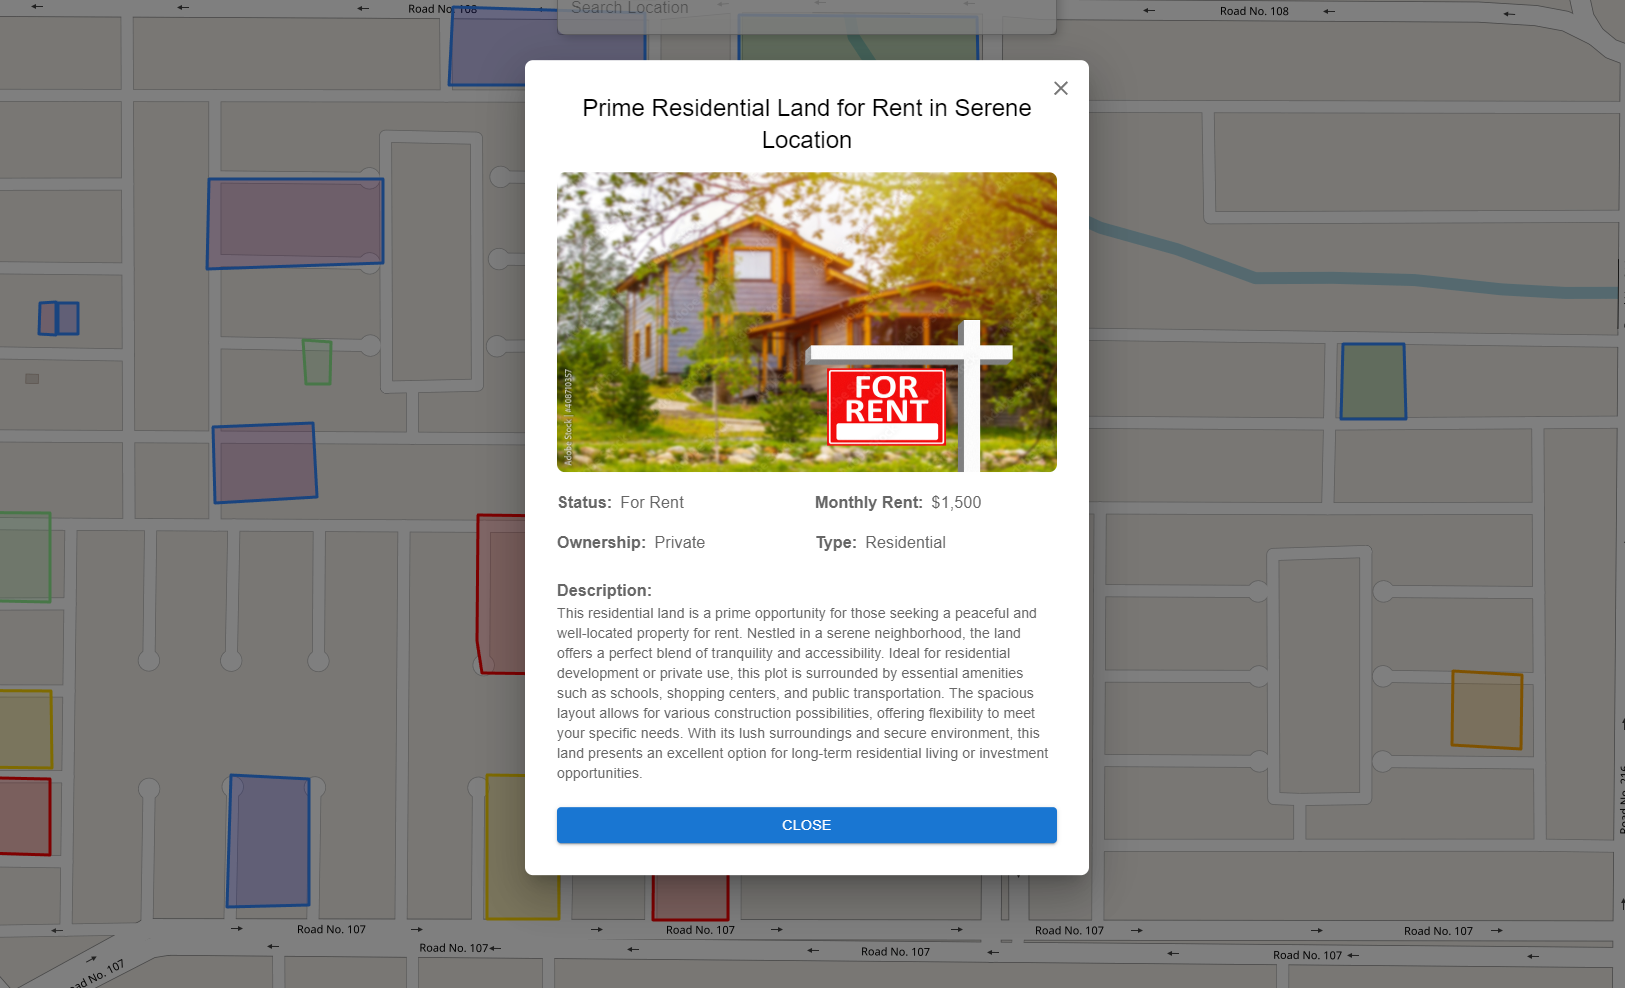 Road No. 108
Search Location
Road No. 108
Prime Residential Land for Rent in Serene
Location
FOR
RENT
Adobe Stock | #408710357
Status: For Rent
Monthly Rent: $1,500
Ownership: Private
Type: Residential
Description:
This residential land is a prime opportunity for those seeking a peaceful and
well-located property for rent. Nestled in a serene neighborhood, the land
offers a perfect blend of tranquility and accessibility. Ideal for residential
development or private use, this plot is surrounded by essential amenities
such as schools, shopping centers, and public transportation. The spacious
layout allows for various construction possibilities, offering flexibility to meet
your specific needs. With its lush surroundings and secure environment, this
land presents an excellent option for long-term residential living or investment
opportunities.
CLOSE
Road No. 107
Road No. 107
Road No. 107
Road No. 107
Road No. 107
Road No. 107
Road No. 107
ad No. 107